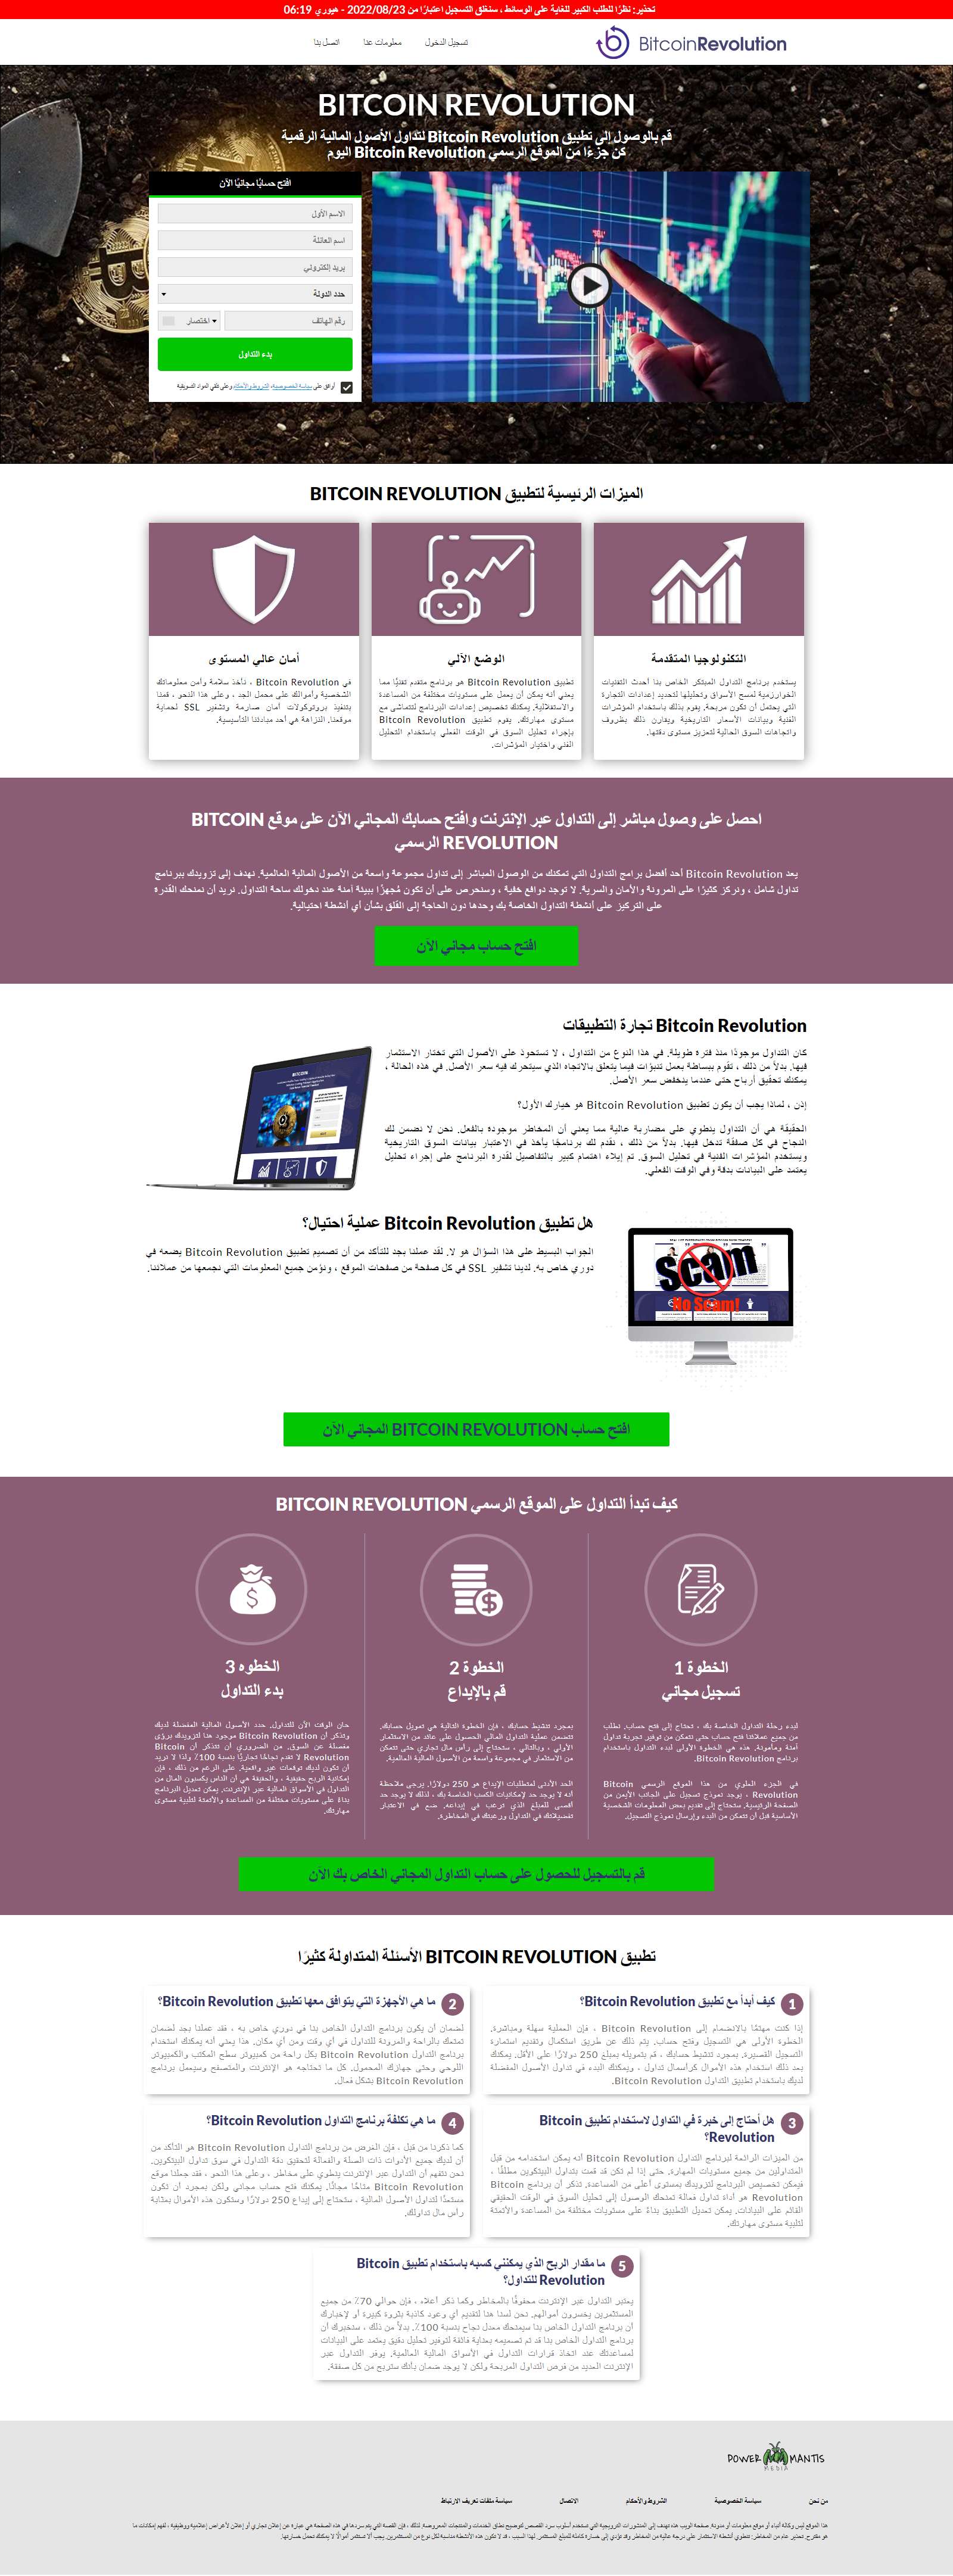 تحذير: نظرًا للطلب الكبير للغاية على الوسائط ، سنغلق التسجيل اعتبارًا من 2022/08/23 - هيوري 06:19
BitcoinRevolution
تسجيل الدخول
معلومات عنا
اتصل بنا
BITCOIN REVOLUTION
قم بالوصول إلى تطبيق Bitcoin Revolution لتداول الأصول المالية الرقمية
كن جزءًا من الموقع الرسمي Bitcoin Revolution اليوم
افتح حسابًا مجانيًا الآن
الاسم الأول
اسم العائلة
بريد إلكتروني
حدد الدولة
رقم الهاتف
اختصار
بدء التداول
أوافق على سياسة الخصوصية، الشروط والأحكام وعلى تلقي المواد التسويقية
الميزات الرئيسية لتطبيق BITCOIN REVOLUTION
التكنولوجيا المتقدمة
يستخدم برنامج التداول المبتكر الخاص بنا أحدث التقنيات
الخوارزمية لمسح الأسواق وتحليلها لتحديد إعدادات التجارة
التي يحتمل أن تكون مربحة. يقوم بذلك باستخدام المؤشرات
الفنية وبيانات الأسعار التاريخية ويقارن ذلك بظروف
واتجاهات السوق الحالية لتعزيز مستوى دقتها.
الوضع الآلي
تطبيق Bitcoin Revolution هو برنامج متقدم تقنيًا مما
يعني أنه يمكن أن يعمل على مستويات مختلفة من المساعدة
والاستقلالية. يمكنك تخصيص إعدادات البرنامج لتتماشى مع
مستوى مهارتك. يقوم تطبيق Bitcoin Revolution
بإجراء تحليل السوق في الوقت الفعلي باستخدام التحليل
الفني واختيار المؤشرات.
أمان عالي المستوى
في Bitcoin Revolution ، نأخذ سلامة وأمن معلوماتك
الشخصية وأموالك على محمل الجد ، وعلى هذا النحو ، قمنا
بتنفيذ بروتوكولات أمان صارمة وتشفير SSL لحماية
موقعنا. النزاهة هي أحد مبادئنا التأسيسية.
احصل على وصول مباشر إلى التداول عبر الإنترنت وافتح حسابك المجاني الآن على موقع BITCOIN
REVOLUTION الرسمي
يعد Bitcoin Revolution أحد أفضل برامج التداول التي تمكنك من الوصول المباشر إلى تداول مجموعة واسعة من الأصول المالية العالمية. نهدف إلى تزويدك ببرنامج
تداول شامل ، ونركز كثيرًا على المرونة والأمان والسرية. لا توجد دوافع خفية ، وسنحرص على أن تكون مُجهزًا ببيئة آمنة عند دخولك ساحة التداول. نريد أن نمنحك القدرة
على التركيز على أنشطة التداول الخاصة بك وحدها دون الحاجة إلى القلق بشأن أي أنشطة احتيالية.
افتح حساب مجاني الآن
Bitcoin Revolution تجارة التطبيقات
كان التداول موجودًا منذ فترة طويلة. في هذا النوع من التداول ، لا تستحوذ على الأصول التي تختار الاستثمار
فيها. بدلاً من ذلك ، تقوم ببساطة بعمل تنبؤات فيما يتعلق بالاتجاه الذي سيتحرك فيه سعر الأصل. في هذه الحالة ،
يمكنك تحقيق أرباح حتى عندما ينخفض سعر الأصل.
إذن ، لماذا يجب أن يكون تطبيق Bitcoin Revolution هو خيارك الأول؟
الحقيقة هي أن التداول ينطوي على مضاربة عالية مما يعني أن المخاطر موجودة بالفعل. نحن لا نضمن لك
النجاح في كل صفقة تدخل فيها. بدلاً من ذلك ، نقدم لك برنامجًا يأخذ في الاعتبار بيانات السوق التاريخية
ويستخدم المؤشرات الفنية في تحليل السوق. تم إيلاء اهتمام كبير بالتفاصيل لقدرة البرنامج على إجراء تحليل
يعتمد على البيانات بدقة وفي الوقت الفعلي.
هل تطبيق Bitcoin Revolution عملية احتيال؟
الجواب البسيط على هذا السؤال هو لا. لقد عملنا بجد للتأكد من أن تصميم تطبيق Bitcoin Revolution يضعه في
دوري خاص به. لدينا تشفير SSL في كل صفحة من صفحات الموقع ، ونؤمن جميع المعلومات التي نجمعها من عملائنا.
Scam
No Scam!
افتح حساب BITCOIN REVOLUTION المجاني الآن
كيف تبدأ التداول على الموقع الرسمي BITCOIN REVOLUTION
الخطوة 1
تسجيل مجاني
لبدء رحلة التداول الخاصة بك ، تحتاج إلى فتح حساب. نطلب
من جميع عملائنا فتح حساب حتى نتمكن من توفير تجربة تداول
آمنة ومأمونة. هذه هي الخطوة الأولى لبدء التداول باستخدام
برنامج Bitcoin Revolution.
في الجزء العلوي من هذا الموقع الرسمي Bitcoin
Revolution ، يوجد نموذج تسجيل على الجانب الأيمن من
الصفحة الرئيسية. ستحتاج إلى تقديم بعض المعلومات الشخصية
الأساسية قبل أن تتمكن من البدء وإرسال نموذج التسجيل.
الخطوة 2
قم بالإيداع
بمجرد تنشيط حسابك ، فإن الخطوة التالية هي تمويل حسابك.
تتضمن عملية التداول المالي الحصول على عائد من الاستثمار
الأولي ، وبالتالي ، ستحتاج إلى رأس مال تجاري حتى تتمكن
من الاستثمار في مجموعة واسعة من الأصول المالية العالمية.
الحد الأدنى لمتطلبات الإيداع هو 250 دولارًا. يرجى ملاحظة
أنه لا يوجد حد لإمكانيات الكسب الخاصة بك ، لذلك لا يوجد حد
أقصى للمبلغ الذي ترغب في إيداعه. ضع في الاعتبار
تفضيلاتك في التداول ورغبتك في المخاطرة.
الخطوه 3
بدء التداول
حان الوقت الآن للتداول. حدد الأصول المالية المفضلة لديك
وتذكر أن Bitcoin Revolution موجود هنا لتزويدك برؤى
مفصلة عن السوق. من الضروري أن تتذكر أن Bitcoin
Revolution لا تقدم نجاحًا تجاريًا بنسبة 100٪ ولذا لا نريد
أن تكون لديك توقعات غير واقعية. على الرغم من ذلك ، فإن
إمكانية الربح حقيقية ، والحقيقة هي أن الناس يكسبون المال من
التداول في الأسواق المالية عبر الإنترنت. يمكن تعديل البرنامج
بناءً على مستويات مختلفة من المساعدة والأتمتة لتلبية مستوى
مهارتك.
قم بالتسجيل للحصول على حساب التداول المجاني الخاص بك الآن
تطبيق BITCOIN REVOLUTION الأسئلة المتداولة كثيرًا
1 كيف أبدأ مع تطبيق Bitcoin Revolution؟
إذا كنت مهتمًا بالانضمام إلى Bitcoin Revolution ، فإن العملية سهلة ومباشرة.
الخطوة الأولى هي التسجيل وفتح حساب. يتم ذلك عن طريق استكمال وتقديم استمارة
التسجيل القصيرة. بمجرد تنشيط حسابك ، قم بتمويله بمبلغ 250 دولارًا على الأقل. يمكنك
بعد ذلك استخدام هذه الأموال كرأسمال تداول ، ويمكنك البدء في تداول الأصول المفضلة
لديك باستخدام تطبيق التداول Bitcoin Revolution.
2 ما هي الأجهزة التي يتوافق معها تطبيق Bitcoin Revolution؟
لضمان أن يكون برنامج التداول الخاص بنا في دوري خاص به ، فقد عملنا بجد لضمان
تمتعك بالراحة والمرونة للتداول في أي وقت ومن أي مكان. هذا يعني أنه يمكنك استخدام
برنامج التداول Bitcoin Revolution بكل راحة من كمبيوتر سطح المكتب والكمبيوتر
اللوحي وحتى جهازك المحمول. كل ما تحتاجه هو الإنترنت والمتصفح وسيعمل برنامج
Bitcoin Revolution بشكل فعال.
3 هل أحتاج إلى خبرة في التداول لاستخدام تطبيق Bitcoin
Revolution؟
من الميزات الرائعة لبرنامج التداول Bitcoin Revolution أنه يمكن استخدامه من قبل
المتداولين من جميع مستويات المهارة. حتى إذا لم تكن قد قمت بتداول البيتكوين مطلقًا ،
فيمكن تخصيص البرنامج لتزويدك بمستوى أعلى من المساعدة. تذكر أن برنامج Bitcoin
Revolution هو أداة تداول فعالة تمنحك الوصول إلى تحليل السوق في الوقت الحقيقي
القائم على البيانات. يمكن تعديل التطبيق بناءً على مستويات مختلفة من المساعدة والأتمتة
لتلبية مستوى مهارتك.
4 ما هي تكلفة برنامج التداول Bitcoin Revolution؟
كما ذكرنا من قبل ، فإن الغرض من برنامج التداول Bitcoin Revolution هو التأكد من
أن لديك جميع الأدوات ذات الصلة والفعالة لتحقيق دقة التداول في سوق تداول البيتكوين.
نحن نتفهم أن التداول عبر الإنترنت ينطوي على مخاطر ، وعلى هذا النحو ، فقد جعلنا موقع
Bitcoin Revolution متاحًا مجانًا. يمكنك فتح حساب مجاني ولكن بمجرد أن تكون
مستعدًا لتداول الأصول المالية ، ستحتاج إلى إيداع 250 دولارًا وستكون هذه الأموال بمثابة
رأس مال تداولك.
5 ما مقدار الربح الذي يمكنني كسبه باستخدام تطبيق Bitcoin
Revolution للتداول؟
يعتبر التداول عبر الإنترنت محفوفًا بالمخاطر وكما ذكر أعلاه ، فإن حوالي 70٪ من جميع
المستثمرين يخسرون أموالهم. نحن لسنا هنا لتقديم أي وعود كاذبة بثروة كبيرة أو لإخبارك
أن برنامج التداول الخاص بنا سيمنحك معدل نجاح بنسبة 100٪. بدلاً من ذلك ، سنخبرك أن
برنامج التداول الخاص بنا قد تم تصميمه بعناية فائقة لتوفير تحليل دقيق يعتمد على البيانات
لمساعدتك عند اتخاذ قرارات التداول في الأسواق المالية العالمية. يوفر التداول عبر
الإنترنت العديد من فرص التداول المربحة ولكن لا يوجد ضمان بأنك ستربح من كل صفقة.
POWER MANTIS
MEDIA
من نحن
سياسة الخصوصية
الشروط والأحكام
الاتصال
سياسة ملفات تعريف الارتباط